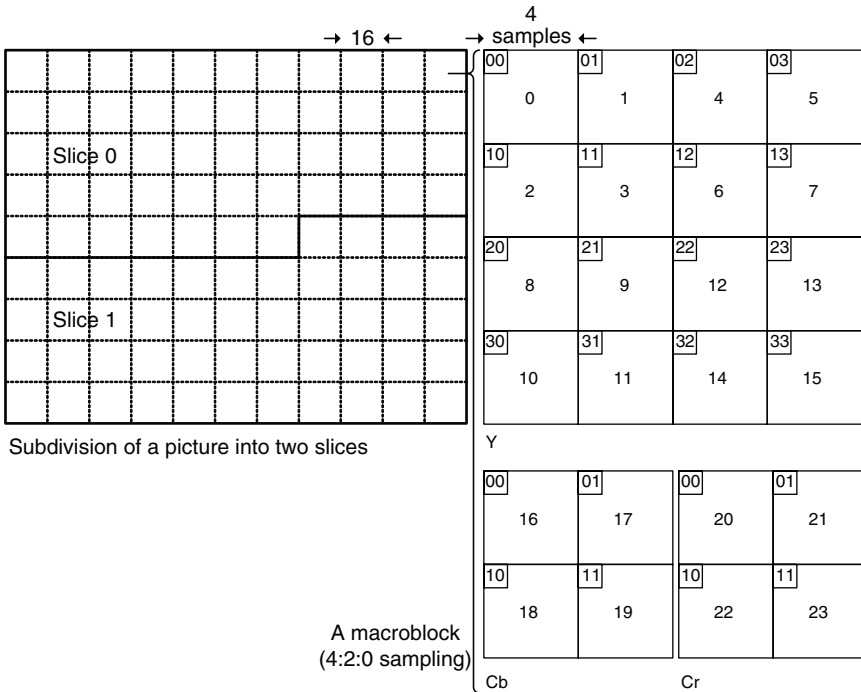 4
→ 16 ←
→ samples ←
00 01 02 03
0 1 4 5
Slice 0
10 11 12 13
2 3 6 7
20 21 22 23
8 9 12 13
Slice 1
30 31 32 33
10 11 14 15
Y
Subdivision of a picture into two slices
00 01 00 01
16 17 20 21
10 11 10 11
18 19 22 23
A macroblock
(4:2:0 sampling)
Cb Cr